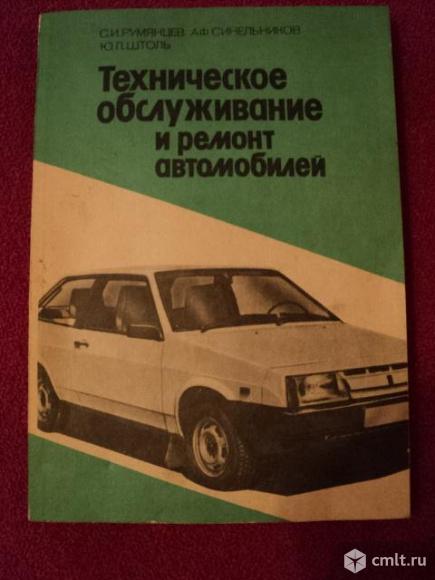 С.И.РУМЯНЦЕВ, А.Ф.СИНЕЛЬНИКОВ,
Ю.Л.ШТОЛЬ
Техническое
обслуживание
и ремонт
автомобилей
cmlt.ru